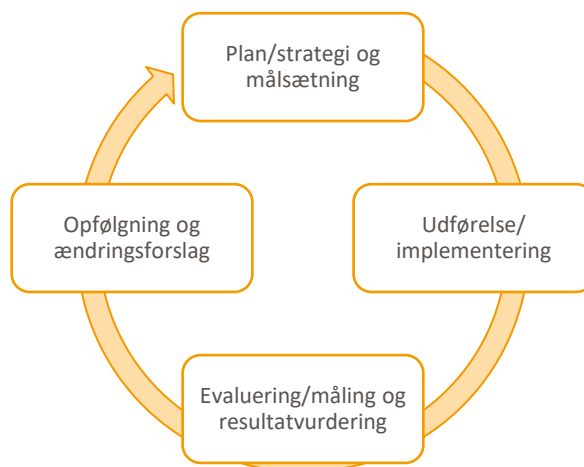 Plan/strategi og
målsætning
Udførelse/
implementering
Evaluering/måling og
resultatvurdering
Opfølgning og
ændringsforslag